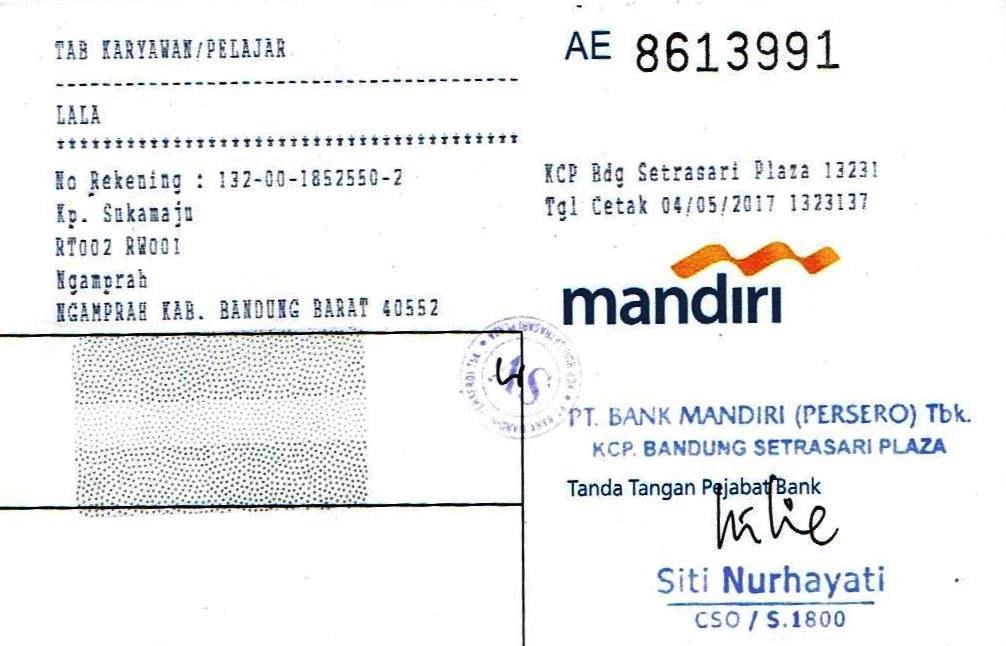 TAB KARYAWAN/PELAJAR
----------------------------------------
LALA
****************************************
No Rekening : 132-00-1852550-2
Kp. Sukamaju
RT002 RW001
Ngamprah
NGAMPRAH KAB. BANDUNG BARAT 40552
AE 8613991
KCP Bdg Setrasari Plaza 13231
Tgl Cetak 04/05/2017 1323137
mandiri
PT. BANK MANDIRI (PERSERO) Tbk.
KCP. BANDUNG SETRASARI PLAZA
Tanda Tangan Pejabat Bank
Siti Nurhayati
CSO / S.1800